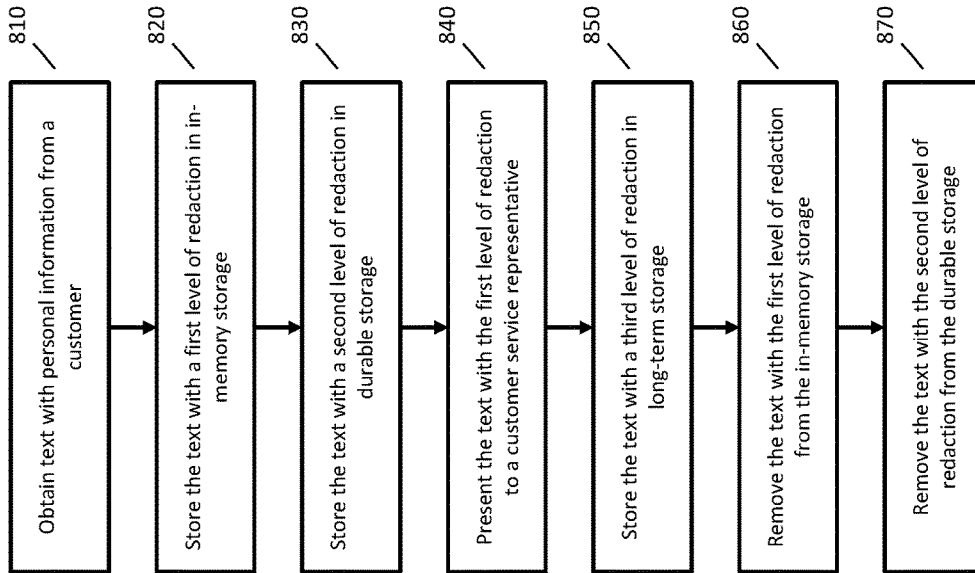 Obtain text with personal information from a
customer
810
Store the text with a first level of redaction in in-
memory storage
820
Store the text with a second level of redaction in
durable storage
830
Present the text with the first level of redaction
to a customer service representative
840
Store the text with a third level of redaction in
long-term storage
850
Remove the text with the first level of redaction
from the in-memory storage
860
Remove the text with the second level of
redaction from the durable storage
870